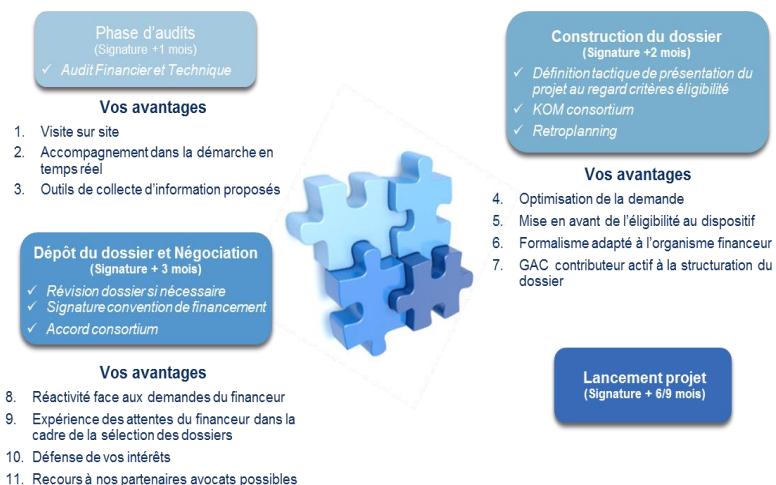 Phase d'audits
(Signature +1 mois)
✓ Audit Financier et Technique
Vos avantages
1. Visite sur site
2. Accompagnement dans la démarche en
temps réel
3. Outils de collecte d'information proposés
Construction du dossier
(Signature +2 mois)
✓ Définition tactique de présentation du
projet au regard critères éligibilité
✓ KOM consortium
✓ Retroplanning
Vos avantages
4. Optimisation de la demande
5. Mise en avant de l'éligibilité au dispositif
6. Formalisme adapté à l'organisme financeur
7. GAC contributeur actif à la structuration du
dossier
Dépôt du dossier et Négociation
(Signature + 3 mois)
✓ Révision dossier si nécessaire
✓ Signature convention de financement
✓ Accord consortium
Vos avantages
8. Réactivité face aux demandes du financeur
9. Expérience des attentes du financeur dans la
cadre de la sélection des dossiers
10. Défense de vos intérêts
11. Recours à nos partenaires avocats possibles
Lancement projet
(Signature + 6/9 mois)